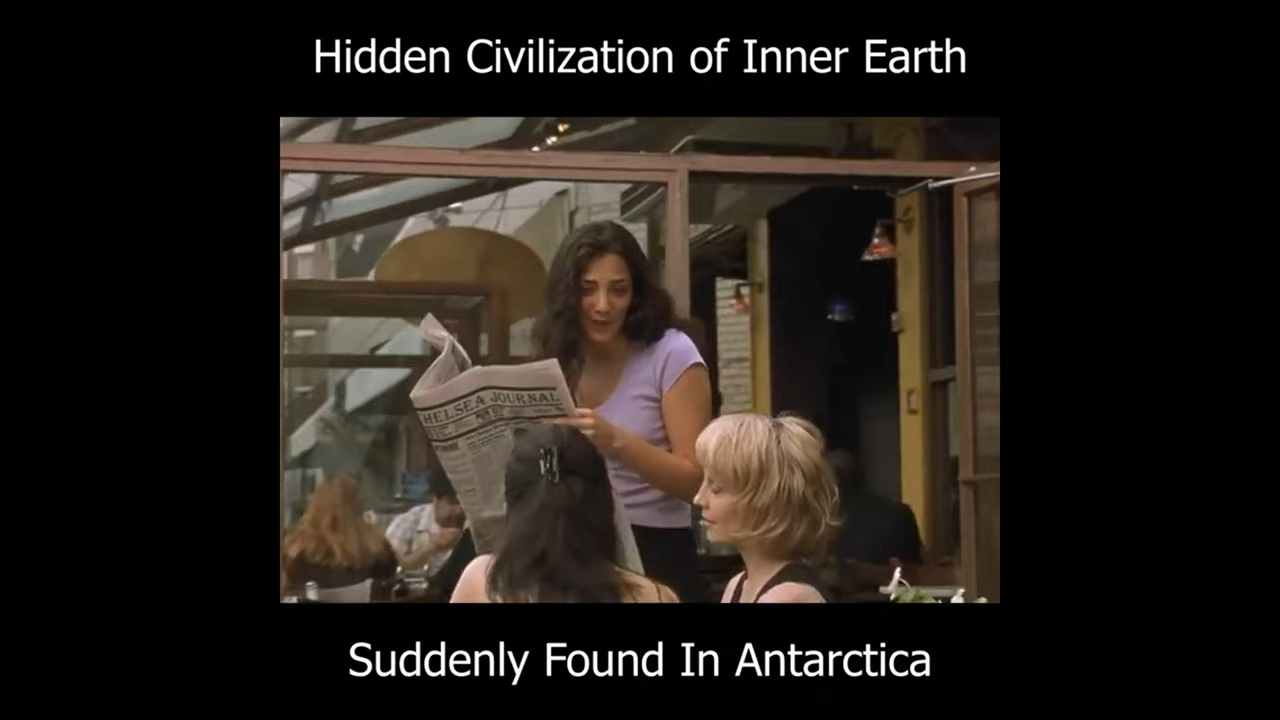 Hidden Civilization of Inner Earth
HELSEA JOURNAL
Suddenly Found In Antarctica